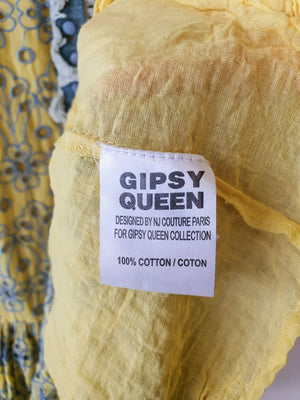 GIPSY
QUEEN
DESIGNED BY NJ COUTURE PARIS
FOR GIPSY QUEEN COLLECTION
100% COTTON / COTON